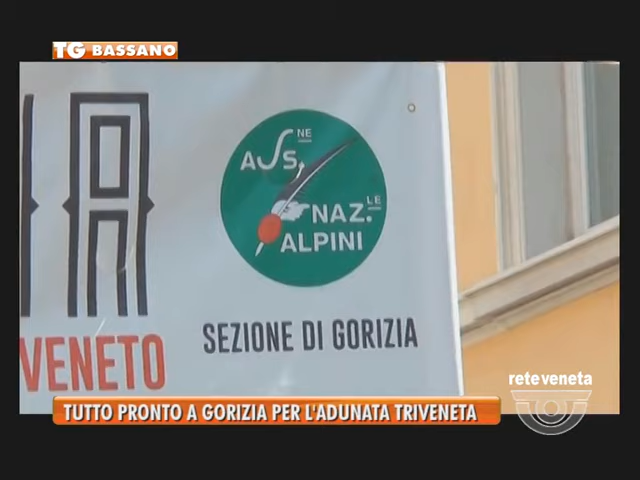 TG BASSANO
ASS.NE
NAZ.LE
ALPINI
VENETO
SEZIONE DI GORIZIA
reteveneta
TUTTO PRONTO A GORIZIA PER L'ADUNATA TRIVENETA